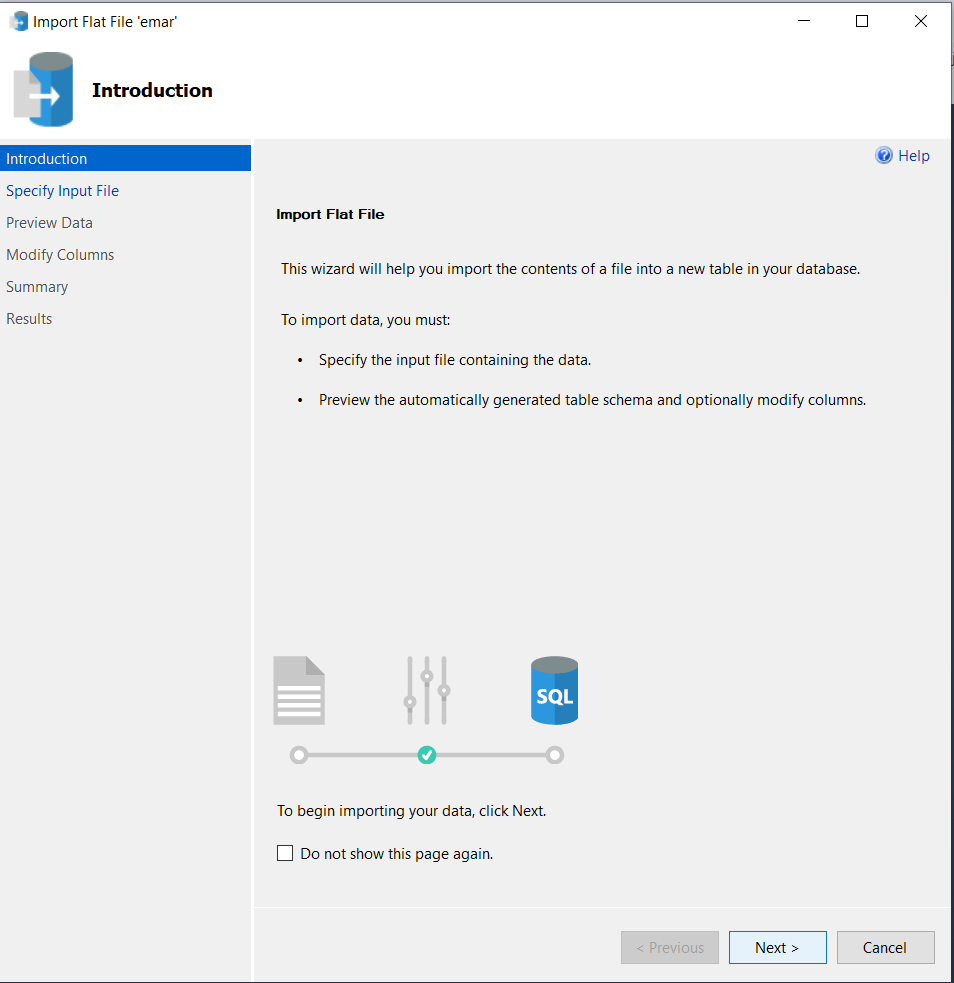 Import Flat File 'emar'
Introduction
Introduction
Specify Input File
Preview Data
Modify Columns
Summary
Results
Help
Import Flat File
This wizard will help you import the contents of a file into a new table in your database.
To import data, you must:
• Specify the input file containing the data.
• Preview the automatically generated table schema and optionally modify columns.
SQL
To begin importing your data, click Next.
Do not show this page again.
< Previous
Next >
Cancel